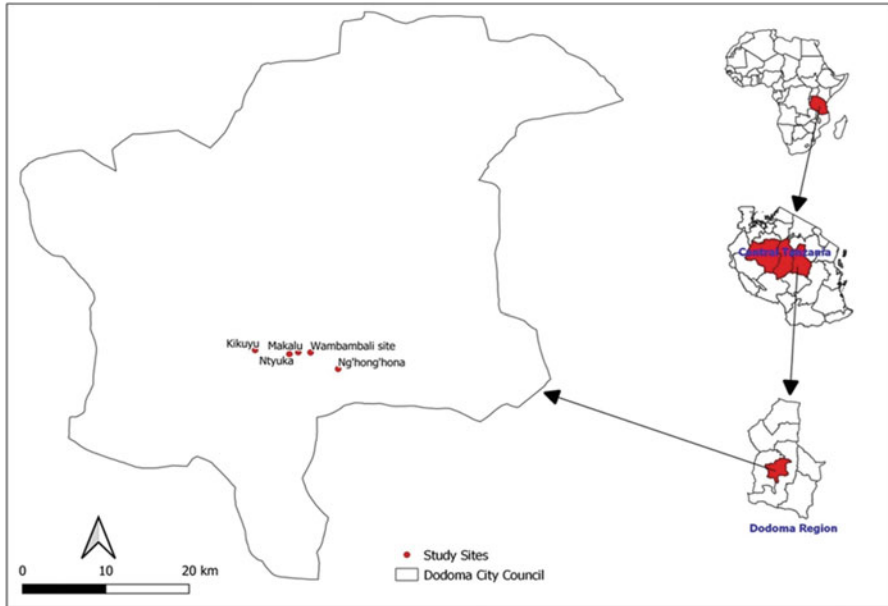 Central Tanzania
Kikuyu
Makalu
Wambambali site
Ntyuka
Ng'hong'hona
Dodoma Region
Study Sites
Dodoma City Council
0 10 20 km